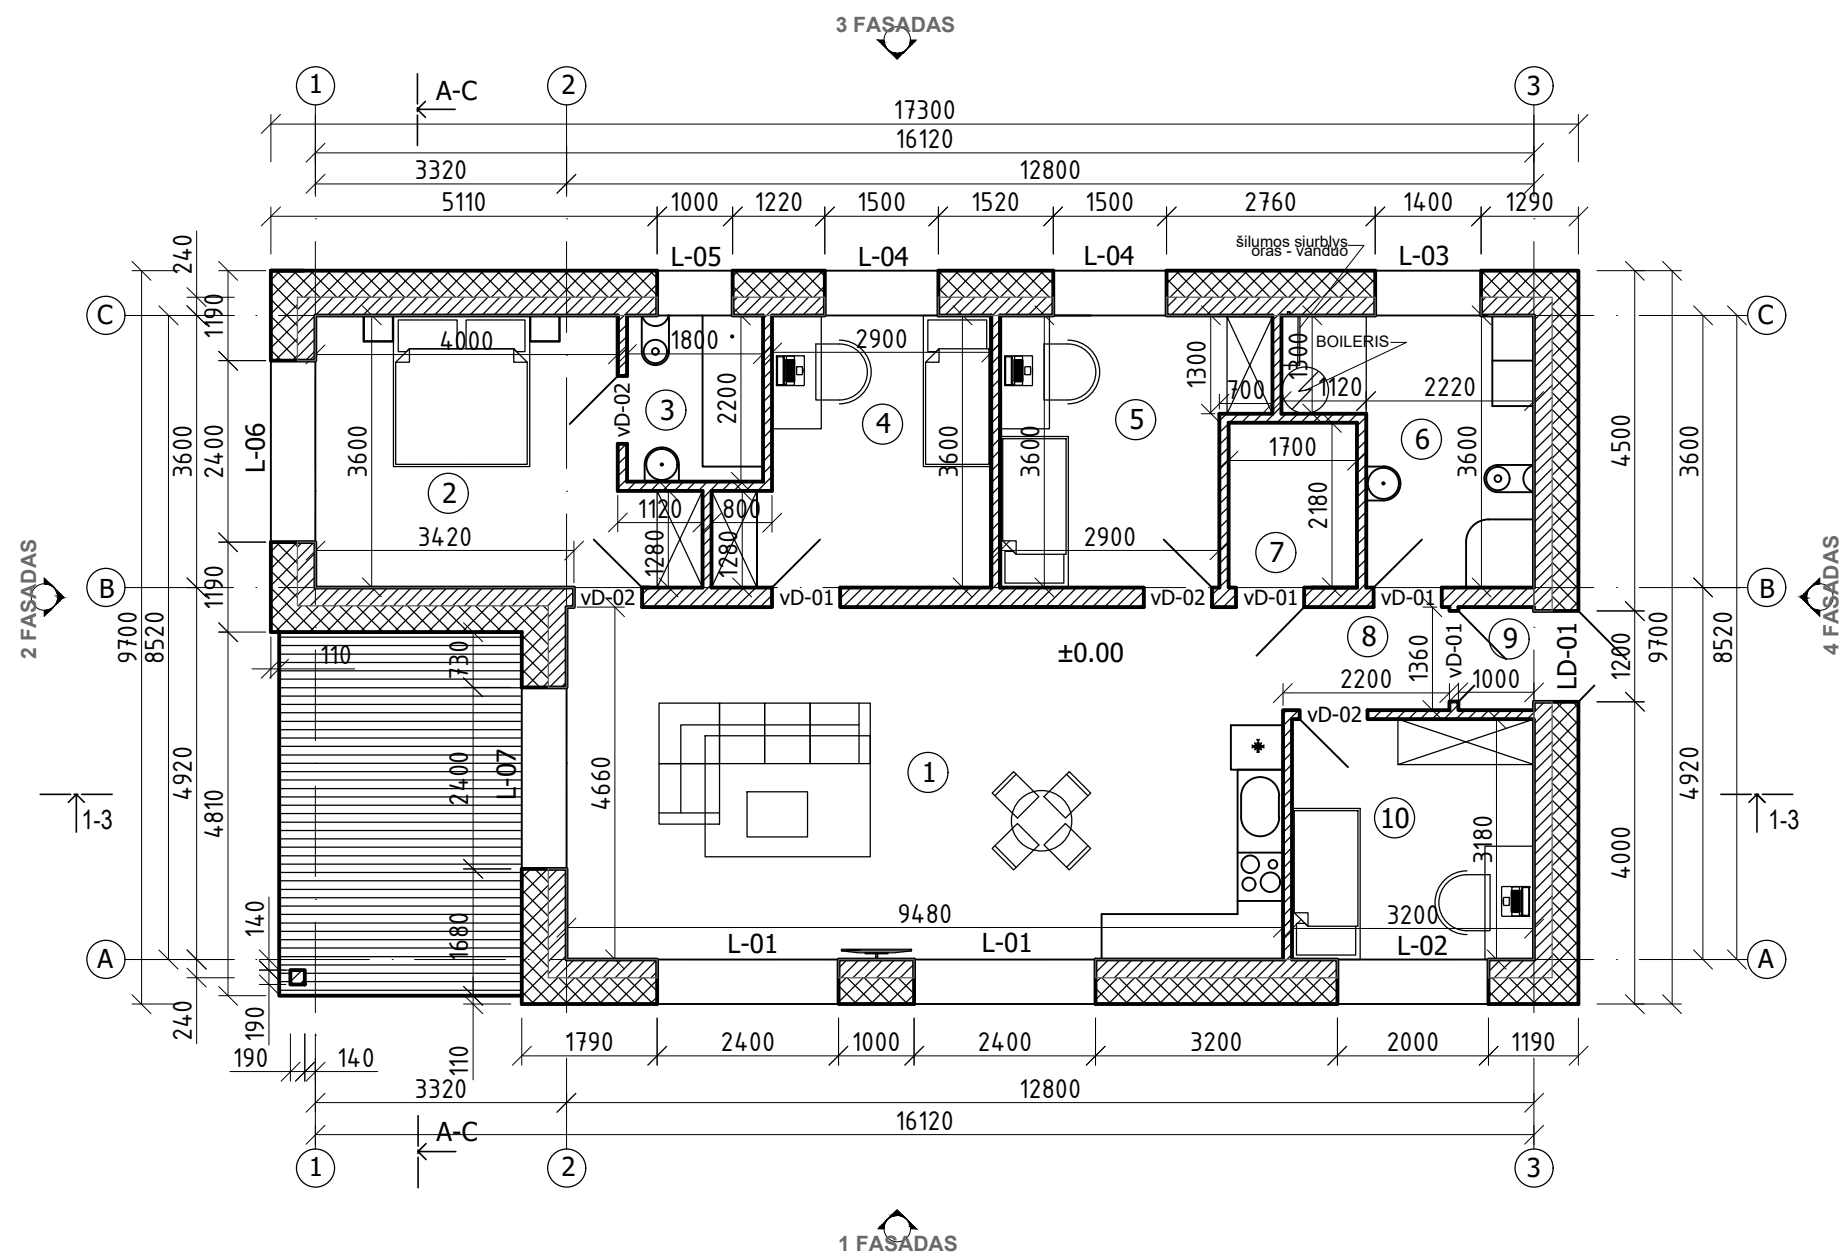 3 FASADAS
1 2 3
A-C
17300
16120
3320 12800
5110 1000 1220 1500 1520 1500 2760 1400 1290
240
šilumos siurblys
oras - vanduo
L-05 L-04 L-04 L-03
C C
1190
4000 1800 2900 1300 1300 BOILERIS
700 1120 2220
vD-02 2200
3 4 5 6
L-06
3600 2400 3600 3600 3600 3600 4500 3600
1700
2 1120 800 2180
3420 1280 1280 2900 7
B vD-02 vD-01 vD-02 vD-01 vD-01 B
2 FASADAS 4 FASADAS
9700 8520 1190
8 9
110 730 ±0.00 1360 vD-01 LD-01 1200 9700 8520
2200 1000
vD-02
4920 4810 2400 L-07 4660 1 4920
1-3 10 1-3
3180 4000
140 1680 9480 3200
L-01 L-01 L-02
A A
240 190
190 140 110 1790 2400 1000 2400 3200 2000 1190
3320 12800
16120
A-C
1 2 3
1 FASADAS